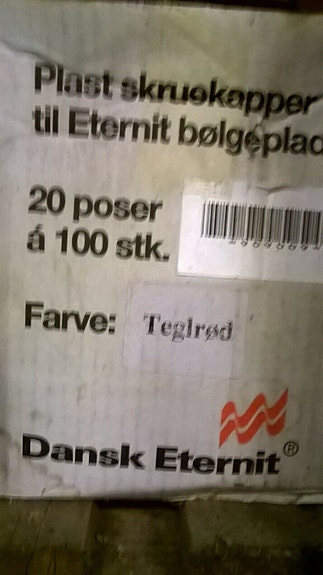 Plast skruekapper
til Eternit bølgeplad
20 poser
á 100 stk.
Farve: Teglrød
Dansk Eternit®